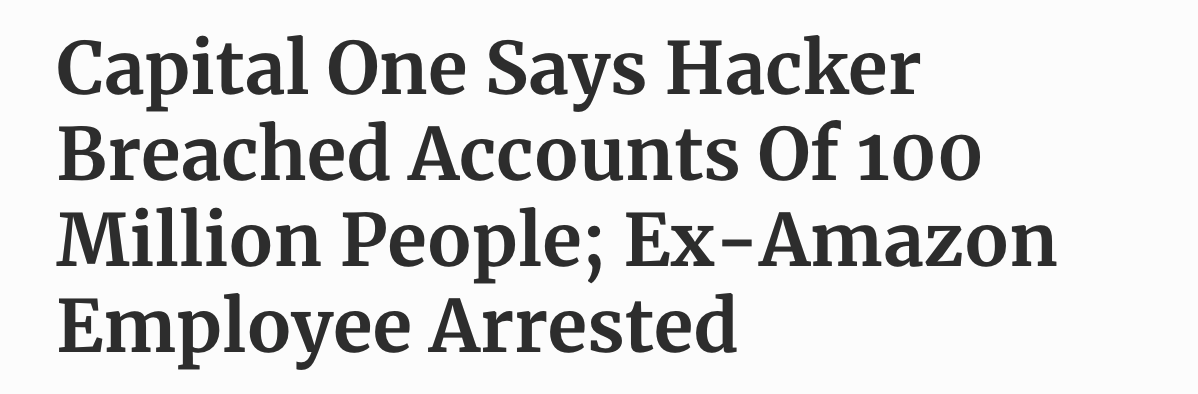 Capital One Says Hacker
Breached Accounts Of 100
Million People; Ex-Amazon
Employee Arrested